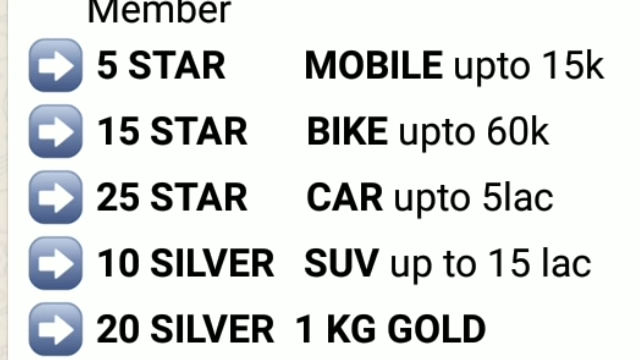 Member
➡️ 5 STAR MOBILE upto 15k
➡️ 15 STAR BIKE upto 60k
➡️ 25 STAR CAR upto 5lac
➡️ 10 SILVER SUV up to 15 lac
➡️ 20 SILVER 1 KG GOLD